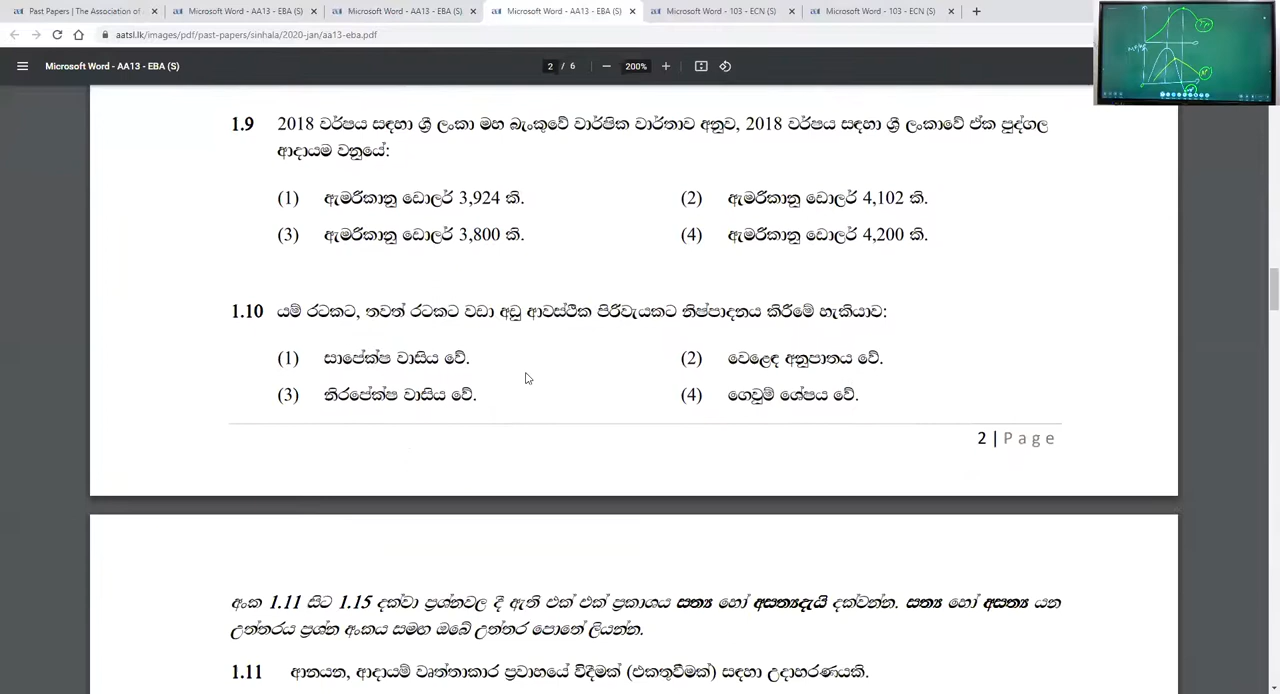 Past Papers | The Association of
Microsoft Word - AA13 - EBA (S)
Microsoft Word - AA13 - EBA (S)
Microsoft Word - AA13 - EBA (S)
Microsoft Word - 103 - ECN (S)
Microsoft Word - 103 - ECN (S)
aatsl.lk/images/pdf/past-papers/sinhala/2020-jan/aa13-eba.pdf
Microsoft Word - AA13 - EBA (S)
2 / 6
200%
1.9 2018 වර්ෂය සඳහා ශ්‍රී ලංකා මහ බැංකුවේ වාර්ෂික වාර්තාව අනුව, 2018 වර්ෂය සඳහා ශ්‍රී ලංකාවේ ඒක පුද්ගල
ආදායම වනුයේ:
(1) ඇමරිකානු ඩොලර් 3,924 කි. (2) ඇමරිකානු ඩොලර් 4,102 කි.
(3) ඇමරිකානු ඩොලර් 3,800 කි. (4) ඇමරිකානු ඩොලර් 4,200 කි.
1.10 යම් රටකට, තවත් රටකට වඩා අඩු ආවස්ථික පිරිවැයකට නිෂ්පාදනය කිරීමේ හැකියාව:
(1) සාපේක්ෂ වාසිය වේ. (2) වෙළෙඳ අනුපාතය වේ.
(3) නිරපේක්ෂ වාසිය වේ. (4) ගෙවුම් ශේෂය වේ.
2 | Page
අංක 1.11 සිට 1.15 දක්වා ප්‍රශ්නවල දී ඇති එක් එක් ප්‍රකාශය සත්‍ය හෝ අසත්‍යදැයි දක්වන්න. සත්‍ය හෝ අසත්‍ය යන
උත්තරය ප්‍රශ්න අංකය සමඟ ඔබේ උත්තර පොතේ ලියන්න.
1.11 ආනයන, ආදායම් වෘත්තාකාර ප්‍රවාහයේ විදීමක් (එකතුවීමක්) සඳහා උදාහරණයකි.